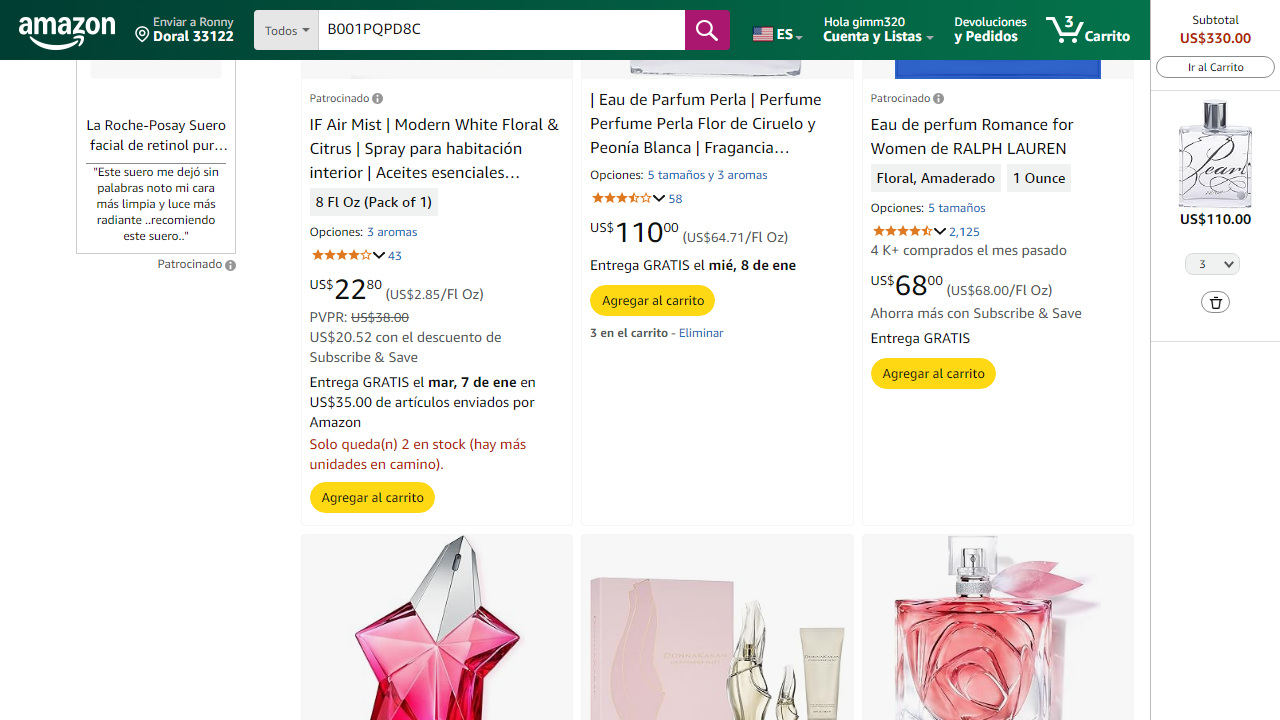 amazon
Enviar a Ronny
Doral 33122
Todos
B001PQPD8C
ES
Hola gimm320
Cuenta y Listas
Devoluciones
y Pedidos
3
Carrito
Subtotal
US$330.00
Ir al Carrito
Pearl
US$110.00
3
La Roche-Posay Suero
facial de retinol pur…
"Este suero me dejó sin
palabras noto mi cara
más limpia y luce más
radiante ..recomiendo
este suero.."
Patrocinado
Patrocinado
IF Air Mist | Modern White Floral &
Citrus | Spray para habitación
interior | Aceites esenciales…
8 Fl Oz (Pack of 1)
Opciones: 3 aromas
43
US$22.80 (US$2.85/Fl Oz)
PVPR: US$38.00
US$20.52 con el descuento de
Subscribe & Save
Entrega GRATIS el mar, 7 de ene en
US$35.00 de artículos enviados por
Amazon
Solo queda(n) 2 en stock (hay más
unidades en camino).
Agregar al carrito
| Eau de Parfum Perla | Perfume
Perfume Perla Flor de Ciruelo y
Peonía Blanca | Fragancia…
Opciones: 5 tamaños y 3 aromas
58
US$110.00 (US$64.71/Fl Oz)
Entrega GRATIS el mié, 8 de ene
Agregar al carrito
3 en el carrito - Eliminar
Patrocinado
Eau de perfum Romance for
Women de RALPH LAUREN
Floral, Amaderado
1 Ounce
Opciones: 5 tamaños
2,125
4 K+ comprados el mes pasado
US$68.00 (US$68.00/Fl Oz)
Ahorra más con Subscribe & Save
Entrega GRATIS
Agregar al carrito
DONNAKARAN
CASHMERE MIST